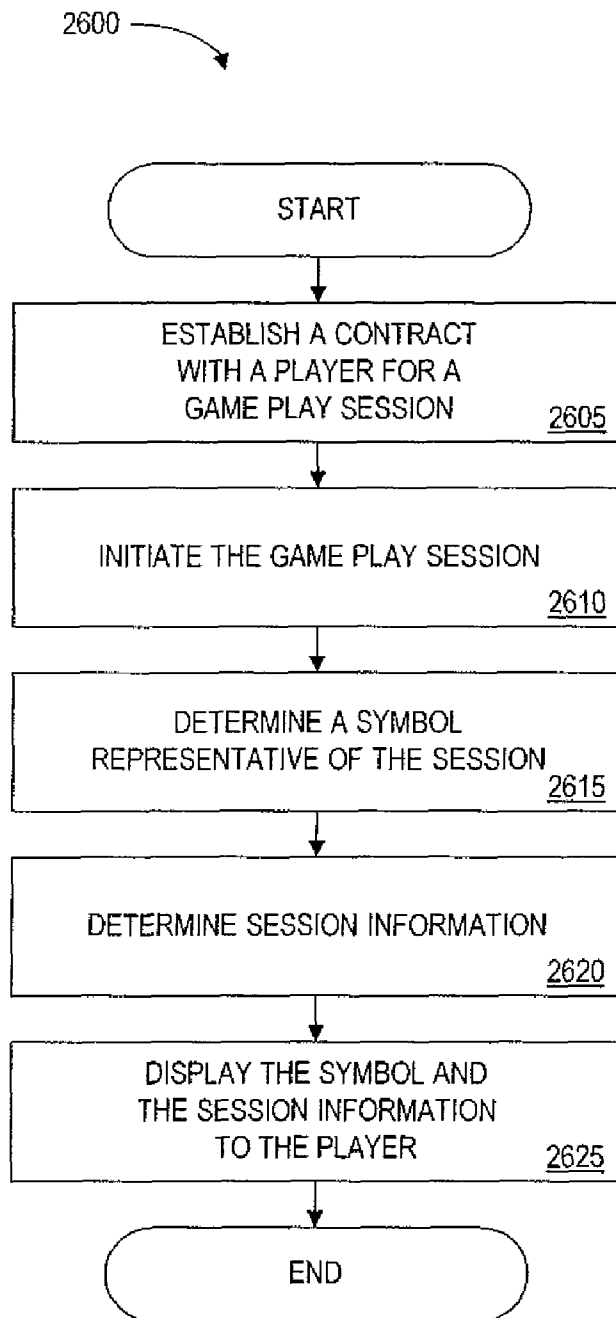 2600
START
ESTABLISH A CONTRACT
WITH A PLAYER FOR A
GAME PLAY SESSION
2605
INITIATE THE GAME PLAY SESSION
2610
DETERMINE A SYMBOL
REPRESENTATIVE OF THE SESSION
2615
DETERMINE SESSION INFORMATION
2620
DISPLAY THE SYMBOL AND
THE SESSION INFORMATION
TO THE PLAYER
2625
END